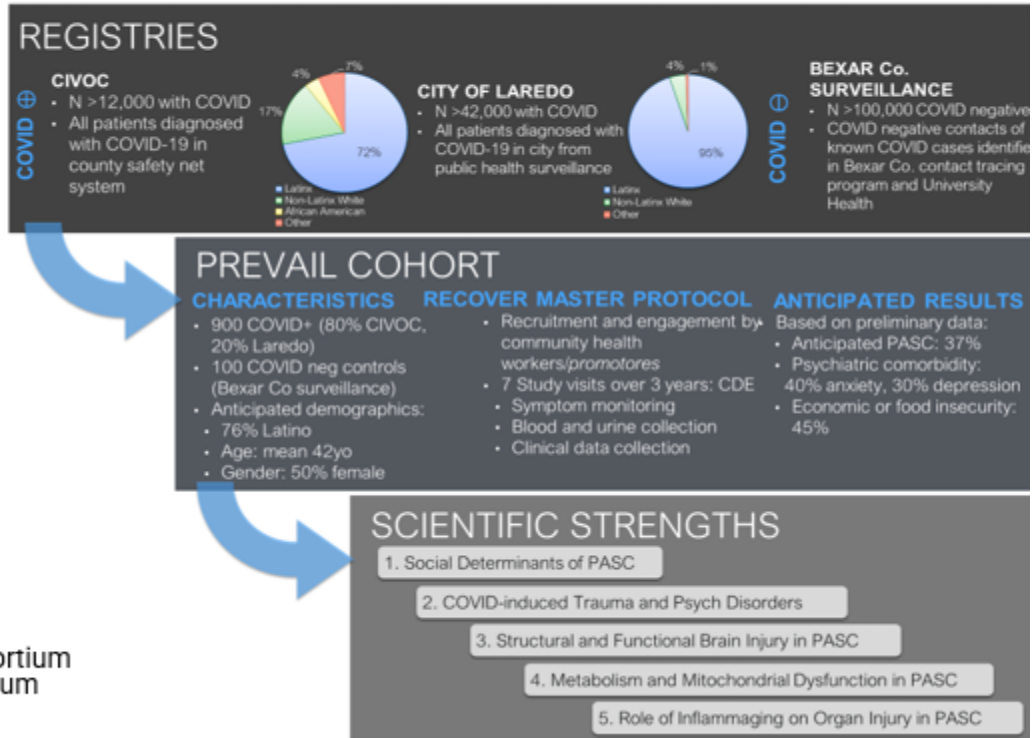 REGISTRIES
COVID ⊕
CIVOC
• N >12,000 with COVID
• All patients diagnosed
with COVID-19 in
county safety net
system
7%
4%
17%
72%
Latinx
Non-Latinx White
African American
Other
CITY OF LAREDO
• N >42,000 with COVID
• All patients diagnosed with
COVID-19 in city from
public health surveillance
4%
1%
95%
Latinx
Non-Latinx White
Other
COVID
BEXAR Co.
SURVEILLANCE
• N >100,000 COVID negative
• COVID negative contacts of
known COVID cases identifie
in Bexar Co. contact tracing
program and University
Health
PREVAIL COHORT
CHARACTERISTICS
• 900 COVID+ (80% CIVOC,
20% Laredo)
• 100 COVID neg controls
(Bexar Co surveillance)
• Anticipated demographics:
• 76% Latino
• Age: mean 42yo
• Gender: 50% female
RECOVER MASTER PROTOCOL
• Recruitment and engagement by
community health
workers/promotores
• 7 Study visits over 3 years: CDE
• Symptom monitoring
• Blood and urine collection
• Clinical data collection
ANTICIPATED RESULTS
• Based on preliminary data:
• Anticipated PASC: 37%
• Psychiatric comorbidity:
40% anxiety, 30% depression
• Economic or food insecurity:
45%
SCIENTIFIC STRENGTHS
1. Social Determinants of PASC
2. COVID-induced Trauma and Psych Disorders
3. Structural and Functional Brain Injury in PASC
4. Metabolism and Mitochondrial Dysfunction in PASC
5. Role of Inflammaging on Organ Injury in PASC
ortium
um